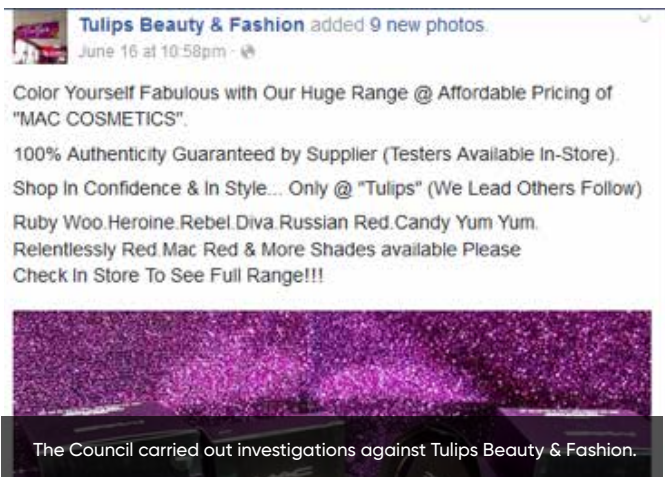 Tulips Beauty & Fashion added 9 new photos.
June 16 at 10:58pm ·
Color Yourself Fabulous with Our Huge Range @ Affordable Pricing of
"MAC COSMETICS".
100% Authenticity Guaranteed by Supplier (Testers Available In-Store).
Shop In Confidence & In Style... Only @ "Tulips" (We Lead Others Follow)
Ruby Woo.Heroine.Rebel.Diva.Russian Red.Candy Yum Yum.
Relentlessly Red.Mac Red & More Shades available Please
Check In Store To See Full Range!!!
The Council carried out investigations against Tulips Beauty & Fashion.